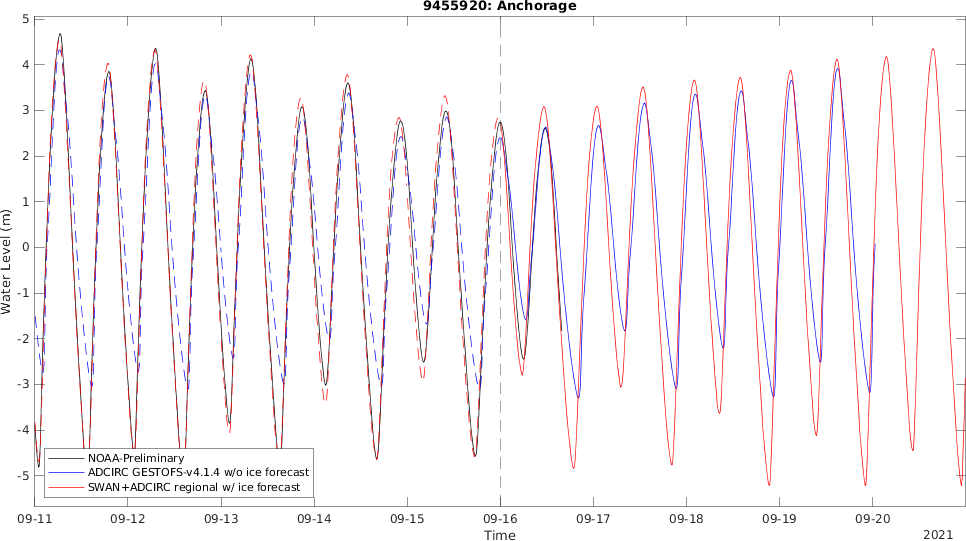 9455920: Anchorage
5
4
3
2
1
0
-1
-2
-3
-4
-5
Water Level (m)
NOAA-Preliminary
ADCIRC GESTOFS-v4.1.4 w/o ice forecast
SWAN+ADCIRC regional w/ ice forecast
09-11 09-12 09-13 09-14 09-15 09-16 09-17 09-18 09-19 09-20
Time
2021